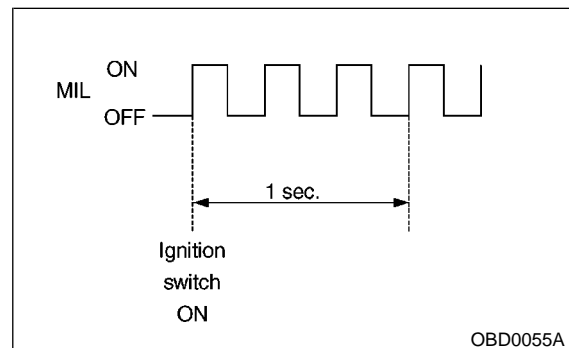 ON
MIL
OFF
1 sec.
Ignition
switch
ON
OBD0055A